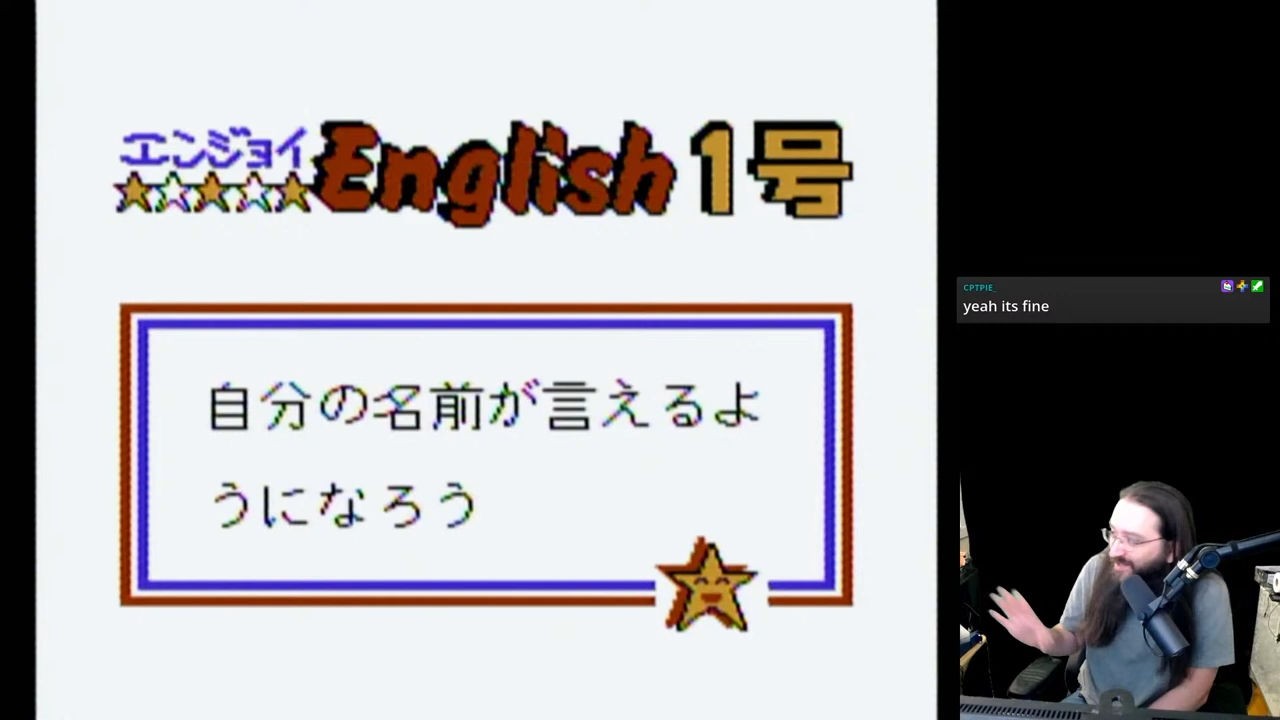 エンジョイ English 1号
自分の名前が言えるよ
うになろう
CPTPIE_
yeah its fine